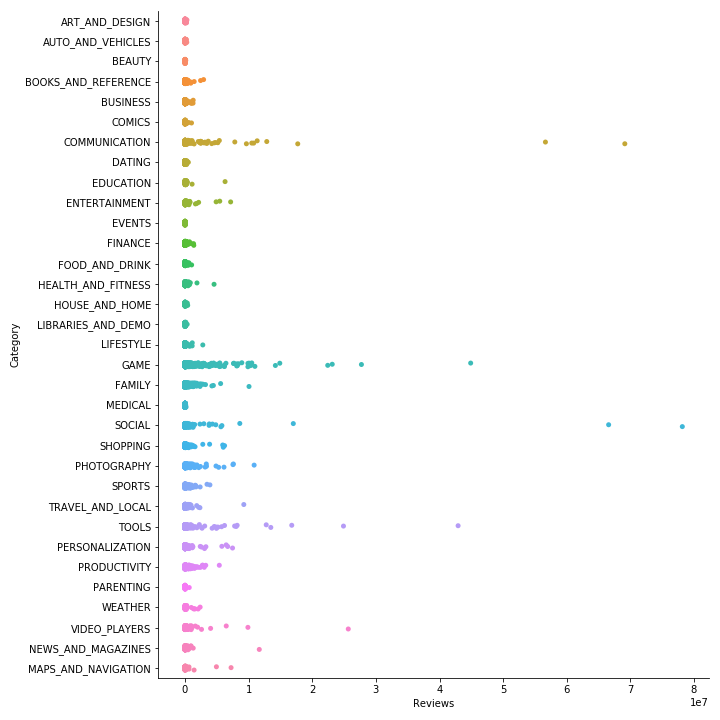 ART_AND_DESIGN
AUTO_AND_VEHICLES
BEAUTY
BOOKS_AND_REFERENCE
BUSINESS
COMICS
COMMUNICATION
DATING
EDUCATION
ENTERTAINMENT
EVENTS
FINANCE
FOOD_AND_DRINK
HEALTH_AND_FITNESS
HOUSE_AND_HOME
LIBRARIES_AND_DEMO
LIFESTYLE
GAME
FAMILY
MEDICAL
SOCIAL
SHOPPING
PHOTOGRAPHY
SPORTS
TRAVEL_AND_LOCAL
TOOLS
PERSONALIZATION
PRODUCTIVITY
PARENTING
WEATHER
VIDEO_PLAYERS
NEWS_AND_MAGAZINES
MAPS_AND_NAVIGATION
Category
0 1 2 3 4 5 6 7 8
1e7
Reviews